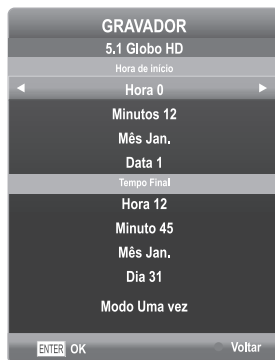 GRAVADOR
5.1 Globo HD
Hora de início
Hora 0
Minutos 12
Mês Jan.
Data 1
Tempo Final
Hora 12
Minuto 45
Mês Jan.
Dia 31
Modo Uma vez
ENTER OK Voltar